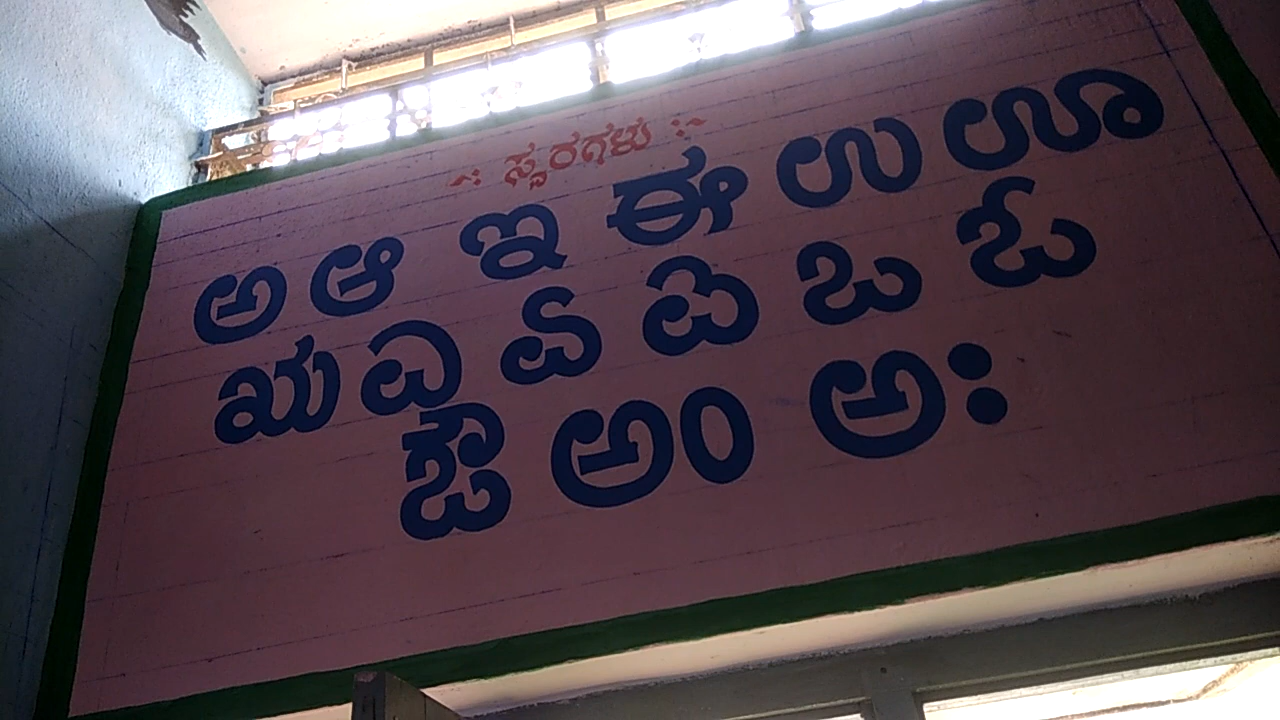 -: ಸ್ವರಗಳು :-
ಅ ಆ ಇ ಈ ಉ ಊ
ಋ ಎ ಏ ಐ ಒ ಓ
ಔ ಅಂ ಅಃ